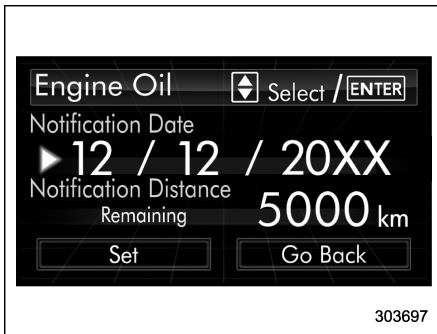 Engine Oil Select / ENTER
Notification Date
12 / 12 / 20XX
Notification Distance
Remaining 5000 km
Set Go Back
303697